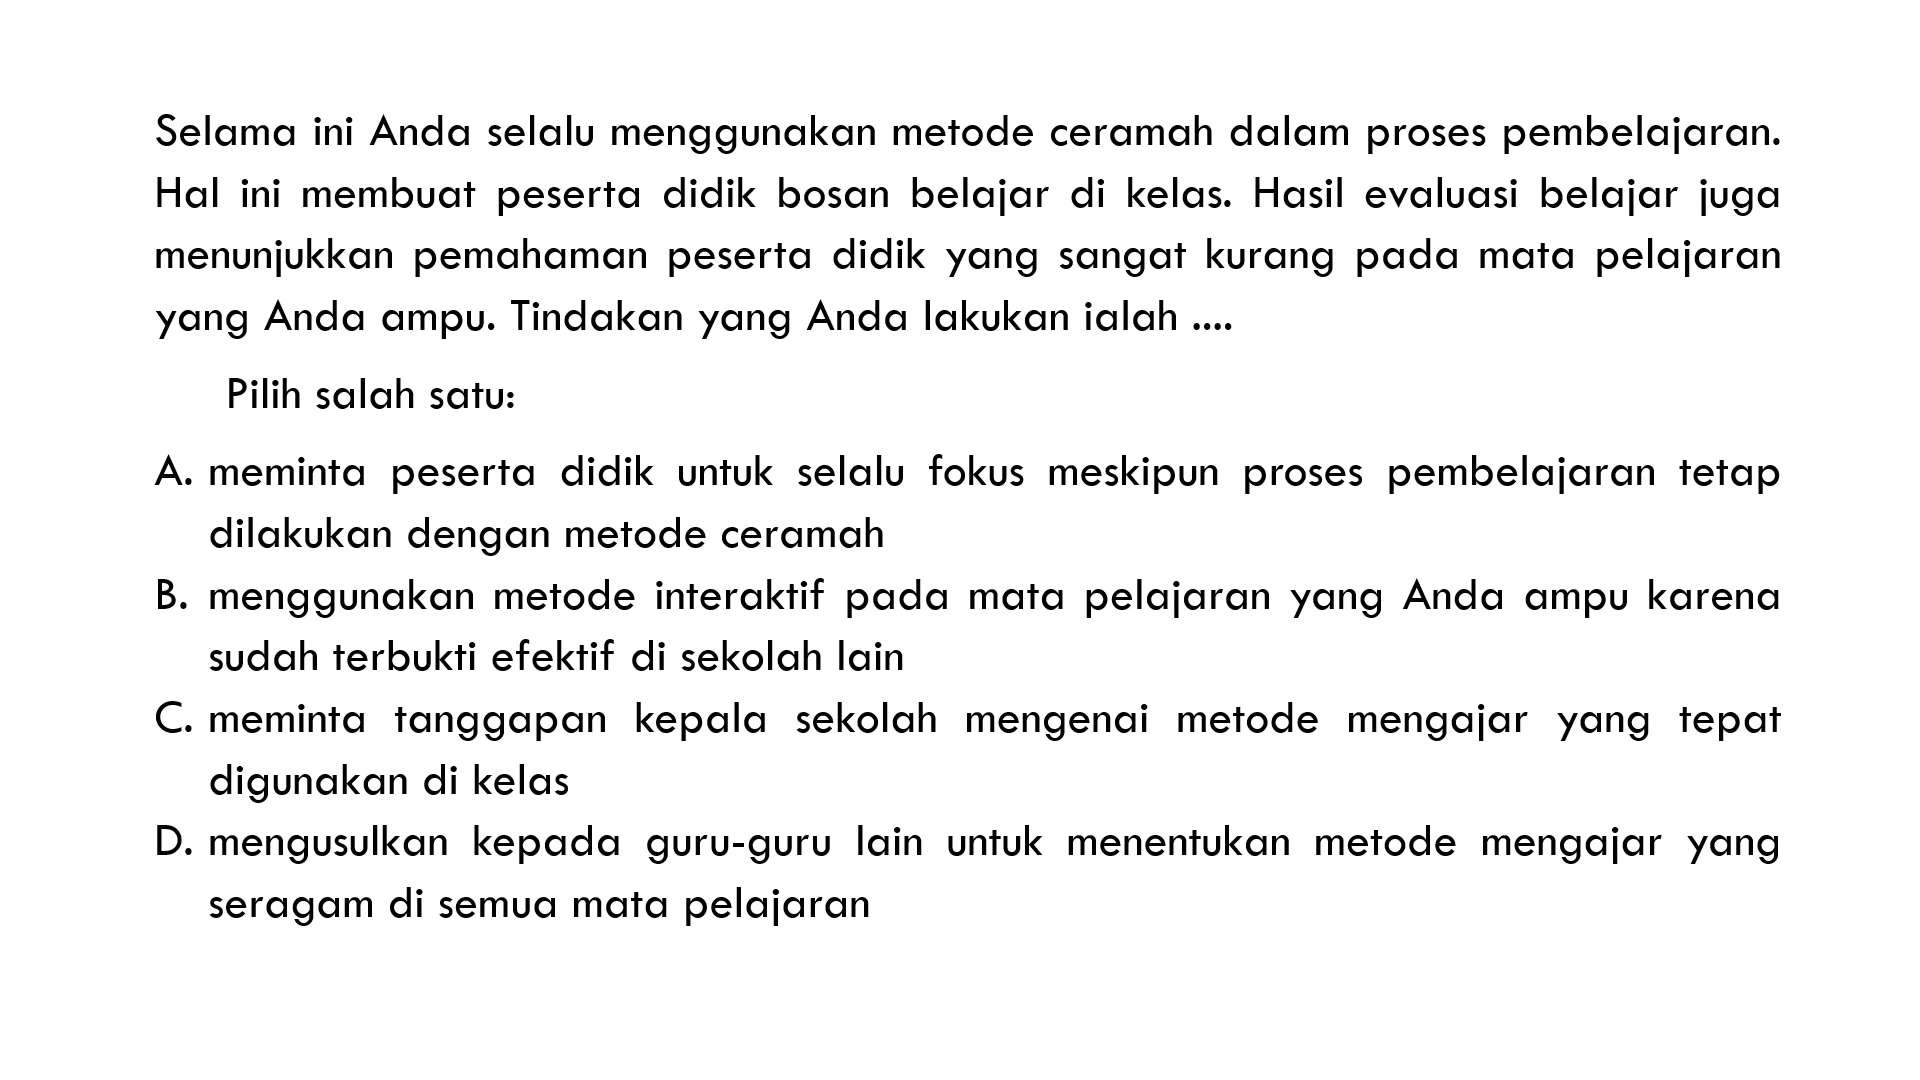 Selama ini Anda selalu menggunakan metode ceramah dalam proses pembelajaran.
Hal ini membuat peserta didik bosan belajar di kelas. Hasil evaluasi belajar juga
menunjukkan pemahaman peserta didik yang sangat kurang pada mata pelajaran
yang Anda ampu. Tindakan yang Anda lakukan ialah ....
Pilih salah satu:
A. meminta peserta didik untuk selalu fokus meskipun proses pembelajaran tetap
dilakukan dengan metode ceramah
B. menggunakan metode interaktif pada mata pelajaran yang Anda ampu karena
sudah terbukti efektif di sekolah lain
C. meminta tanggapan kepala sekolah mengenai metode mengajar yang tepat
digunakan di kelas
D. mengusulkan kepada guru-guru lain untuk menentukan metode mengajar yang
seragam di semua mata pelajaran